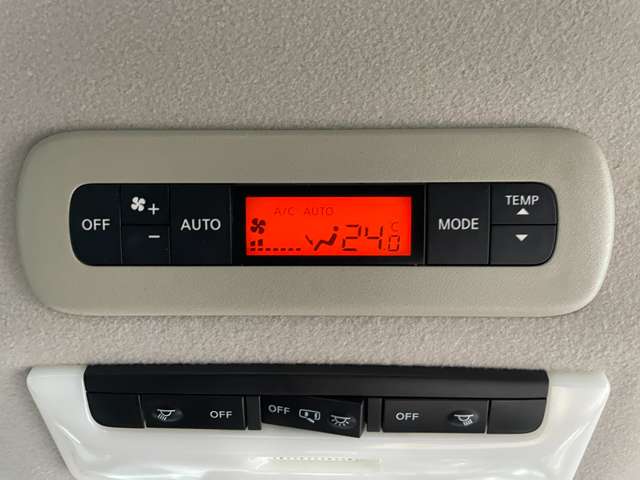 OFF
+
-
AUTO
A/C AUTO
24.0 C
MODE
TEMP
OFF
OFF
OFF